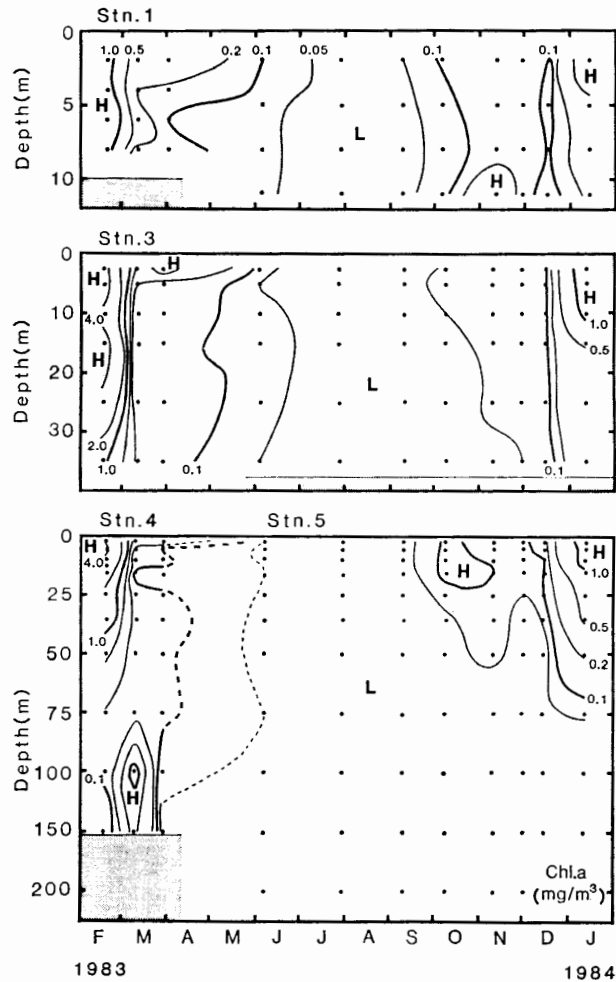 Stn.1
0
5
10
Depth(m)
1.0 0.5 0.2 0.1 0.05 0.1 0.1
H
H
L
H
Stn.3
0
10
20
30
Depth(m)
H
H
4.0
H
H
1.0
0.5
L
2.0
1.0
0.1
0.1
Stn.4 Stn.5
0
25
50
75
100
150
200
Depth(m)
H
4.0
H
H
1.0
1.0
0.5
0.2
L
0.1
0.1
H
Chl.a
(mg/m³)
F M A M J J A S O N D J
1983 1984